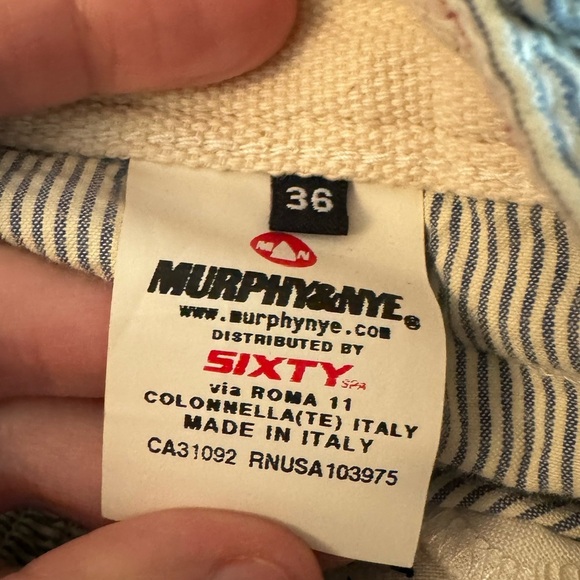 36
M N
MURPHY&NYE®
www.murphynye.com
DISTRIBUTED BY
SIXTY SPA
via ROMA 11
COLONNELLA(TE) ITALY
MADE IN ITALY
CA31092 RNUSA103975